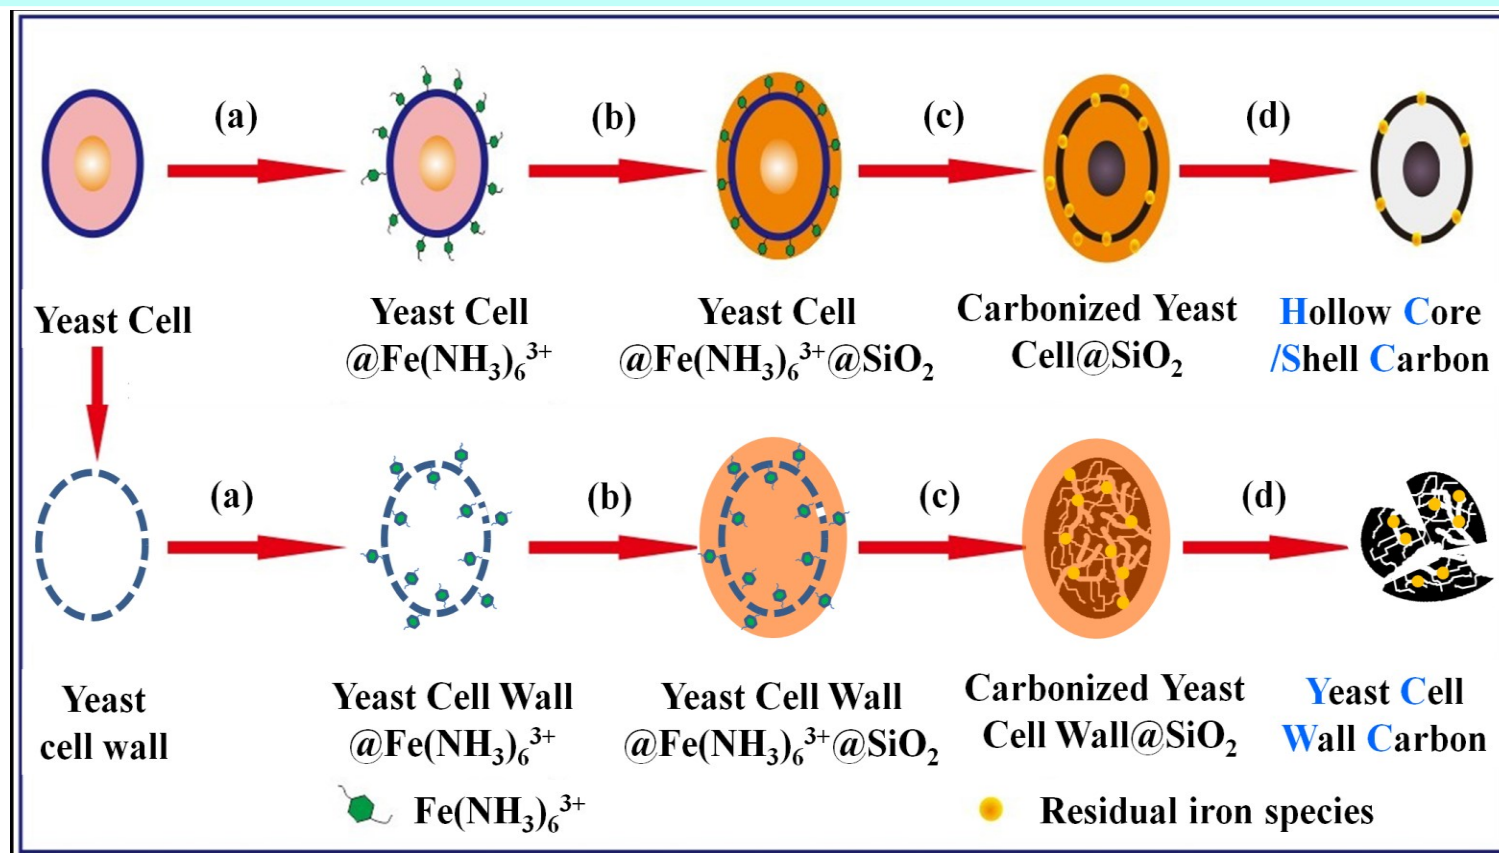 (a)
(b)
(c)
(d)
Yeast Cell
Yeast Cell
@Fe(NH₃)₆³⁺
Yeast Cell
@Fe(NH₃)₆³⁺@SiO₂
Carbonized Yeast
Cell@SiO₂
Hollow Core
/Shell Carbon
(a)
(b)
(c)
(d)
Yeast
cell wall
Yeast Cell Wall
@Fe(NH₃)₆³⁺
Yeast Cell Wall
@Fe(NH₃)₆³⁺@SiO₂
Carbonized Yeast
Cell Wall@SiO₂
Yeast Cell
Wall Carbon
Fe(NH₃)₆³⁺
Residual iron species